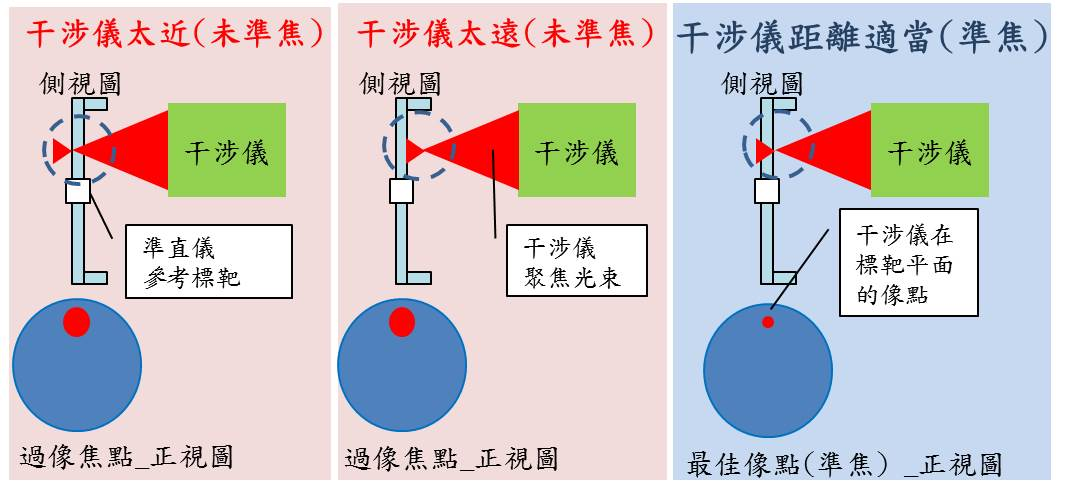 干涉儀太近(未準焦)
側視圖
干涉儀
準直儀
參考標靶
過像焦點_正視圖
干涉儀太遠(未準焦)
側視圖
干涉儀
干涉儀
聚焦光束
過像焦點_正視圖
干涉儀距離適當(準焦)
側視圖
干涉儀
干涉儀在
標靶平面
的像點
最佳像點(準焦) _正視圖